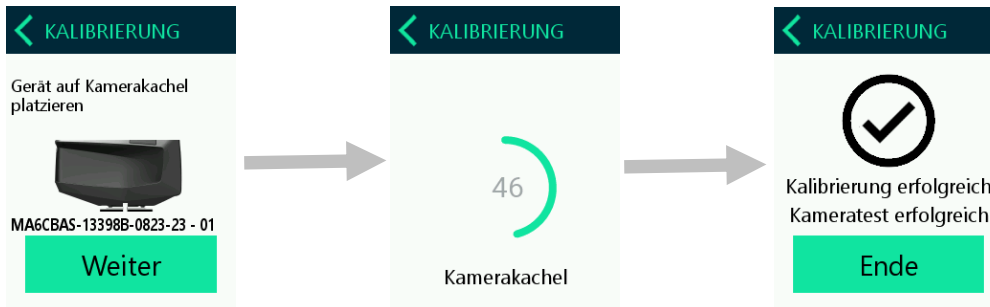 KALIBRIERUNG
Gerät auf Kamerakachel
platzieren
MA6CBAS-13398B-0823-23 - 01
Weiter
KALIBRIERUNG
46
Kamerakachel
KALIBRIERUNG
Kalibrierung erfolgreich
Kameratest erfolgreich
Ende